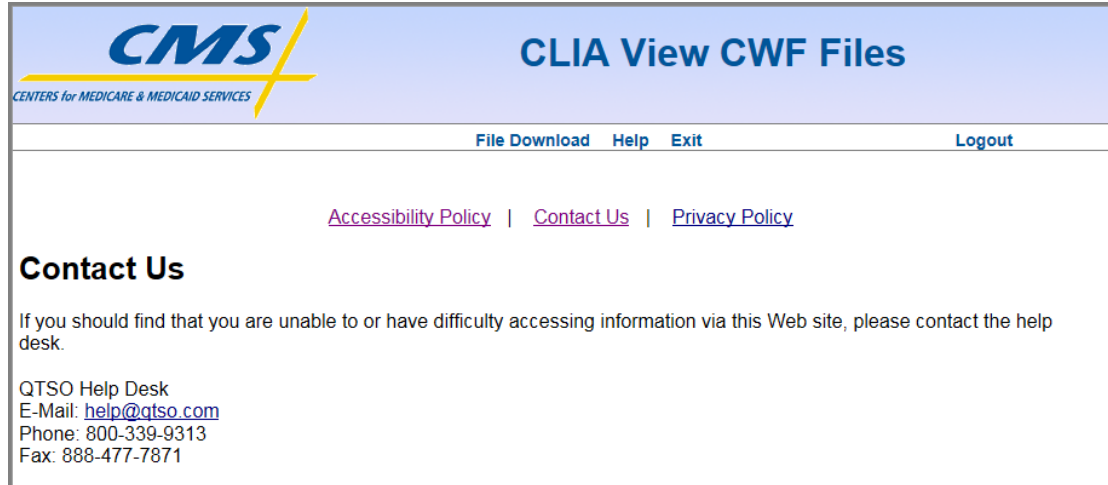 CMS
CENTERS for MEDICARE & MEDICAID SERVICES
CLIA View CWF Files
File Download Help Exit Logout
Accessibility Policy | Contact Us | Privacy Policy
Contact Us
If you should find that you are unable to or have difficulty accessing information via this Web site, please contact the help
desk.
QTSO Help Desk
E-Mail: help@qtso.com
Phone: 800-339-9313
Fax: 888-477-7871